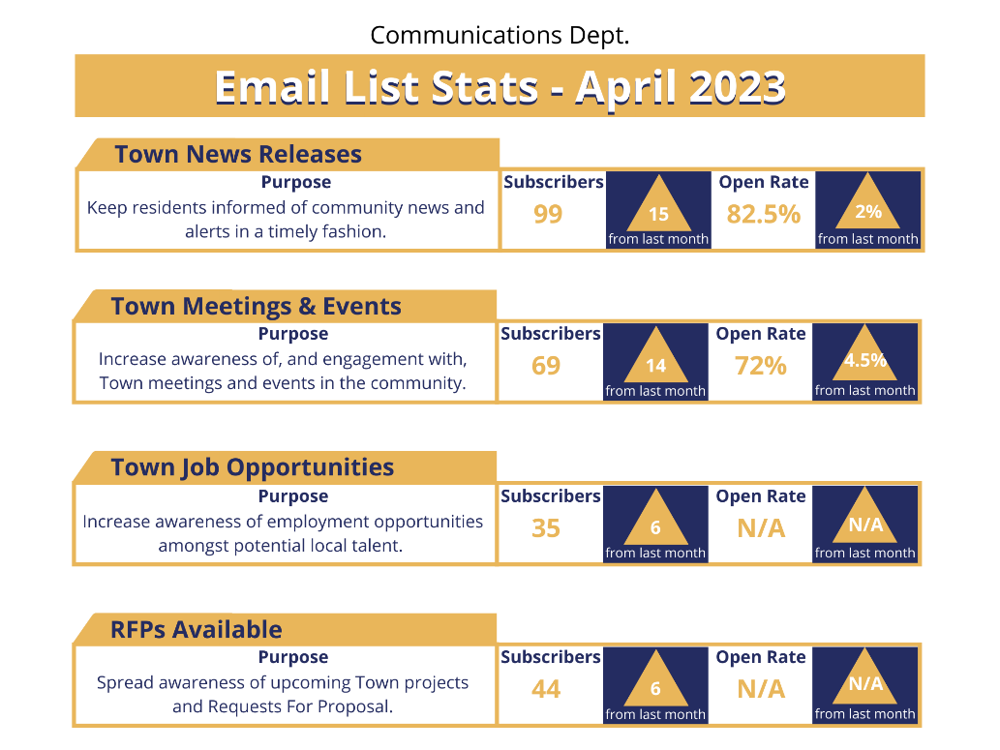 Communications Dept.
Email List Stats - April 2023
Town News Releases
Purpose
Keep residents informed of community news and
alerts in a timely fashion.
Subscribers
99
15
from last month
Open Rate
82.5%
2%
from last month
Town Meetings & Events
Purpose
Increase awareness of, and engagement with,
Town meetings and events in the community.
Subscribers
69
14
from last month
Open Rate
72%
4.5%
from last month
Town Job Opportunities
Purpose
Increase awareness of employment opportunities
amongst potential local talent.
Subscribers
35
6
from last month
Open Rate
N/A
N/A
from last month
RFPs Available
Purpose
Spread awareness of upcoming Town projects
and Requests For Proposal.
Subscribers
44
6
from last month
Open Rate
N/A
N/A
from last month